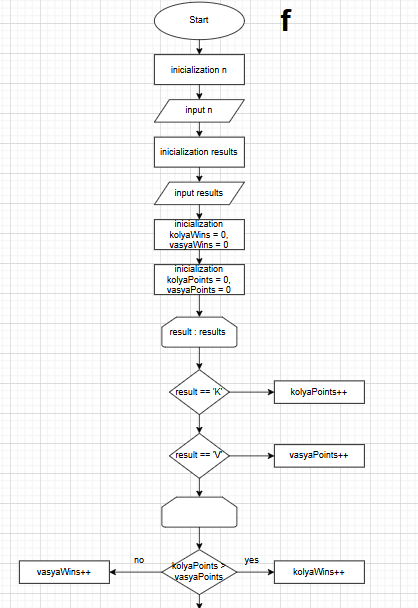 Start
f
inicialization n
input n
inicialization results
input results
inicialization
kolyaWins = 0,
vasyaWins = 0
inicialization
kolyaPoints = 0,
vasyaPoints = 0
result : results
result == 'K'
kolyaPoints++
result == 'V'
vasyaPoints++
no
yes
vasyaWins++
kolyaPoints >
vasyaPoints
kolyaWins++